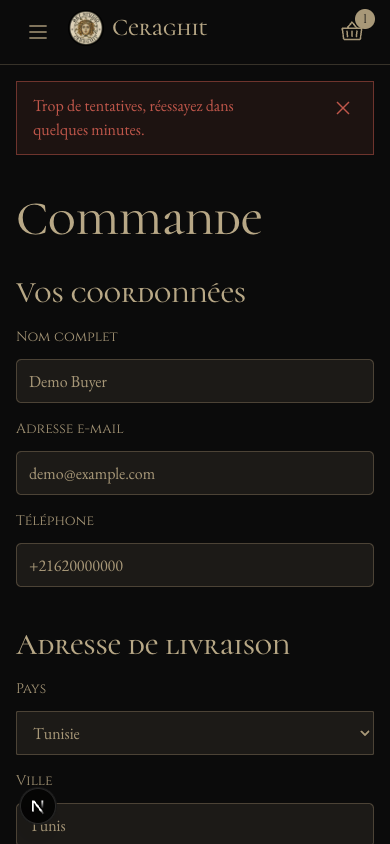 Ceraghit
1
Trop de tentatives, réessayez dans
quelques minutes.
Commande
Vos coordonnées
Nom complet
Demo Buyer
Adresse e-mail
demo@example.com
Téléphone
+21620000000
Adresse de livraison
Pays
Tunisie
Ville
N
Tunis